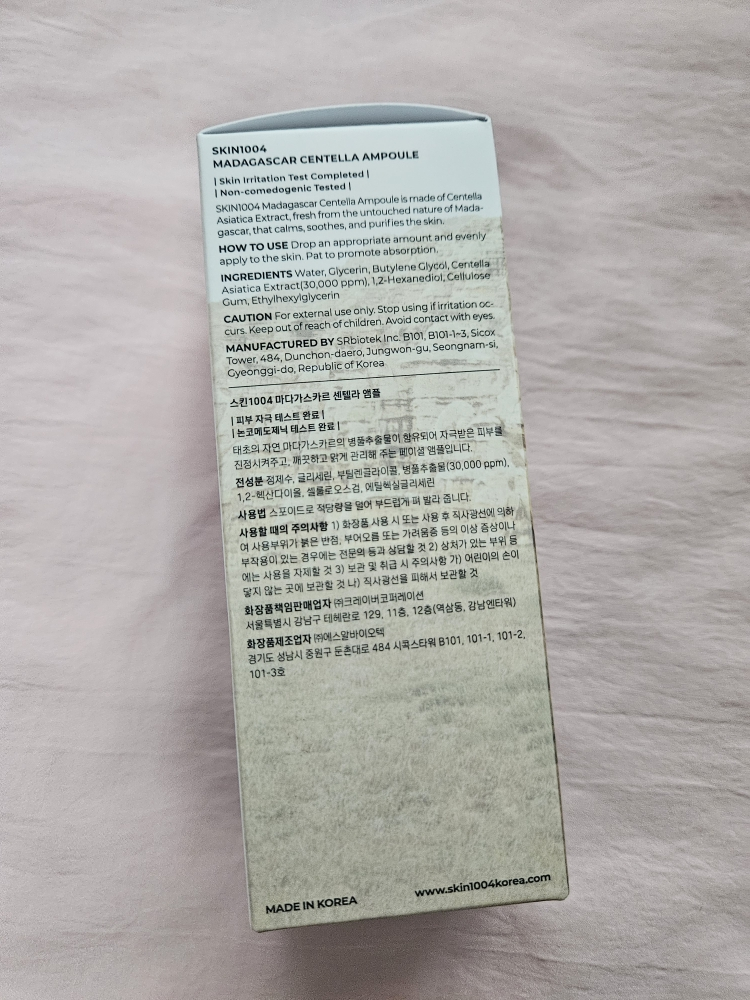 SKIN1004
MADAGASCAR CENTELLA AMPOULE
| Skin Irritation Test Completed |
| Non-comedogenic Tested |
SKIN1004 Madagascar Centella Ampoule is made of Centella
Asiatica Extract, fresh from the untouched nature of Mada-
gascar, that calms, soothes, and purifies the skin.
HOW TO USE Drop an appropriate amount and evenly
apply to the skin. Pat to promote absorption.
INGREDIENTS Water, Glycerin, Butylene Glycol, Centella
Asiatica Extract(30,000 ppm), 1,2-Hexanediol, Cellulose
Gum, Ethylhexylglycerin
CAUTION For external use only. Stop using if irritation oc-
curs. Keep out of reach of children. Avoid contact with eyes.
MANUFACTURED BY SRbiotek Inc. B101, B101-1~3, Sicox
Tower, 484, Dunchon-daero, Jungwon-gu, Seongnam-si,
Gyeonggi-do, Republic of Korea
스킨1004 마다가스카르 센텔라 앰플
| 피부 자극 테스트 완료 |
| 논코메도제닉 테스트 완료 |
태초의 자연 마다가스카르의 병풀추출물이 함유되어 자극받은 피부를
진정시켜주고, 깨끗하고 맑게 관리해 주는 페이셜 앰플입니다.
전성분 정제수, 글리세린, 부틸렌글라이콜, 병풀추출물(30,000 ppm),
1,2-헥산다이올, 셀룰로오스검, 에틸헥실글리세린
사용법 스포이드로 적당량을 덜어 부드럽게 펴 발라 줍니다.
사용할 때의 주의사항 1) 화장품 사용 시 또는 사용 후 직사광선에 의하
여 사용부위가 붉은 반점, 부어오름 또는 가려움증 등의 이상 증상이나
부작용이 있는 경우에는 전문의 등과 상담할 것 2) 상처가 있는 부위 등
에는 사용을 자제할 것 3) 보관 및 취급 시 주의사항 가) 어린이의 손이
닿지 않는 곳에 보관할 것 나) 직사광선을 피해서 보관할 것
화장품책임판매업자 ㈜크레이버코퍼레이션
서울특별시 강남구 테헤란로 129, 11층, 12층(역삼동, 강남엔타워)
화장품제조업자 ㈜에스알바이오텍
경기도 성남시 중원구 둔촌대로 484 시콕스타워 B101, 101-1, 101-2,
101-3호
MADE IN KOREA
www.skin1004korea.com